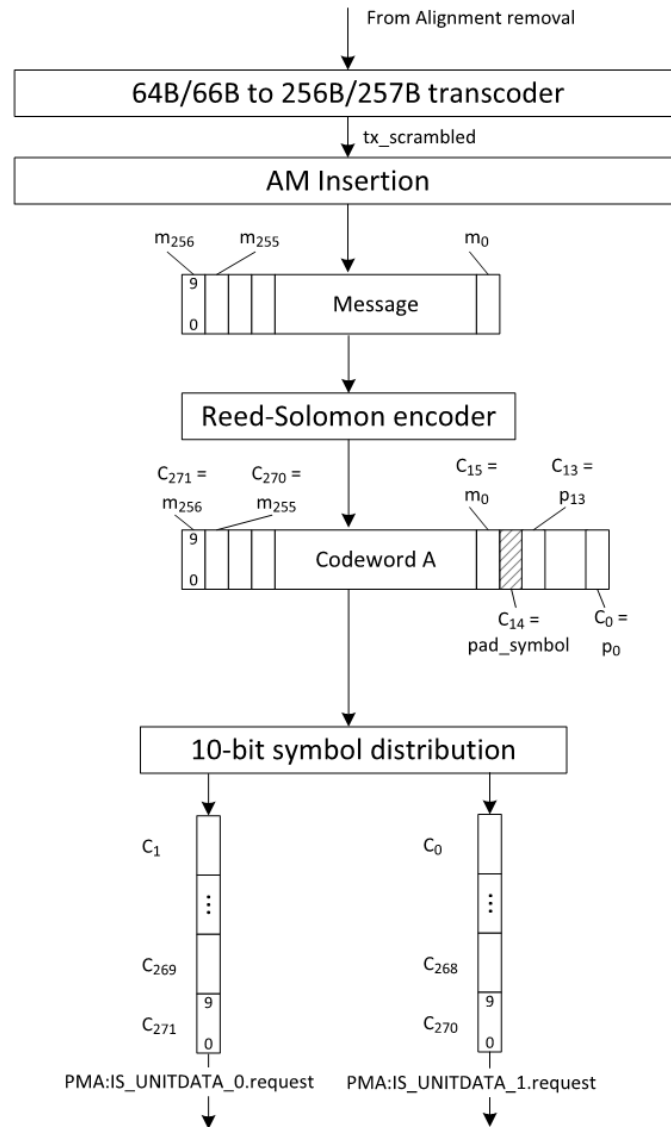 From Alignment removal
64B/66B to 256B/257B transcoder
tx_scrambled
AM Insertion
m256 m255 m0
9
Message
0
Reed-Solomon encoder
C271 = C270 = C15 = C13 =
m256 m255 m0 p13
9
Codeword A
0
C14 = C0 =
pad_symbol p0
10-bit symbol distribution
C1 C0
... ...
C269 C268
9 9
C271 C270
0 0
PMA:IS_UNITDATA_0.request PMA:IS_UNITDATA_1.request